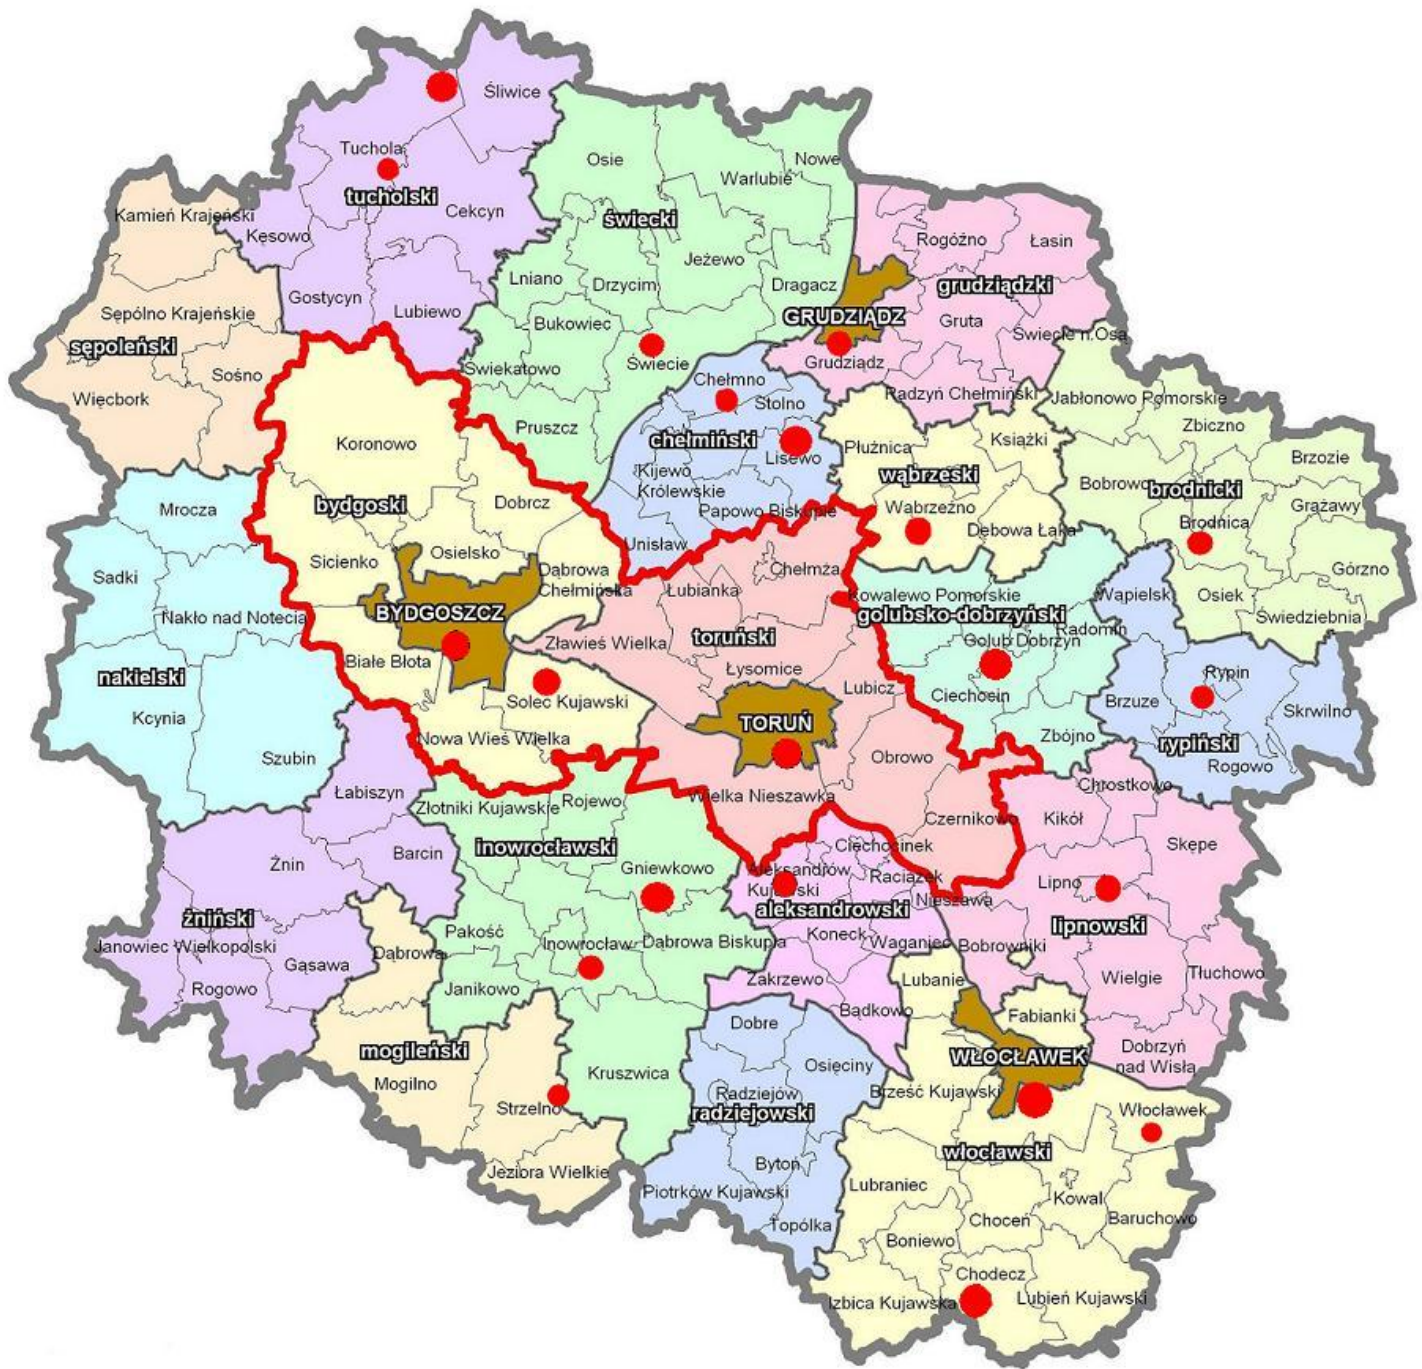 Śliwice
Tuchola
tucholski
Cekcyn
Kęsowo
Gostycyn
Lubiewo
Kamień Krajeński
Sępólno Krajeńskie
sępoleński
Sośno
Więcbork
Osie
Nowe
Warlubie
świecki
Jeżewo
Lniano
Drzycim
Dragacz
Bukowiec
Świekatowo
Świecie
Pruszcz
Rogóźno
Łasin
grudziądzki
GRUDZIĄDZ
Gruta
Świecie n.Osą
Grudziądz
Radzyń Chełmiński
Chełmno
Stolno
chełmiński
Lisewo
Kijewo
Królewskie
Papowo Biskupie
Unisław
Płużnica
Książki
wąbrzeski
Wąbrzeźno
Dębowa Łąka
Jabłonowo Pomorskie
Zbiczno
Brzozie
Bobrowo
brodnicki
Grążawy
Brodnica
Górzno
Osiek
Świedziebnia
Koronowo
bydgoski
Dobrcz
Sicienko
Osielsko
Dąbrowa
Chełmińska
BYDGOSZCZ
Białe Błota
Solec Kujawski
Nowa Wieś Wielka
Mrocza
Sadki
Nakło nad Notecią
nakielski
Kcynia
Szubin
Chełmża
Łubianka
toruński
Zławieś Wielka
Łysomice
Lubicz
TORUŃ
Obrowo
Wielka Nieszawka
Czernikowo
Kowalewo Pomorskie
golubsko-dobrzyński
Radomin
Golub Dobrzyń
Ciechocin
Zbójno
Wąpielsk
Rypin
Brzuze
Skrwilno
rypiński
Rogowo
Łabiszyn
Żnin
Barcin
żniński
Janowiec Wielkopolski
Gąsawa
Rogowo
Złotniki Kujawskie
Rojewo
inowrocławski
Gniewkowo
Pakość
Inowrocław
Dąbrowa Biskupia
Janikowo
Kruszwica
Ciechocinek
Aleksandrów
Kujawski
Raciążek
Nieszawa
aleksandrowski
Koneck
Waganiec
Zakrzewo
Bądkowo
Chrostkowo
Kikół
Skępe
Lipno
lipnowski
Bobrowniki
Wielgie
Tłuchowo
Dobrzyń
nad Wisłą
Dąbrowa
mogileński
Mogilno
Strzelno
Jeziora Wielkie
Dobre
Osięciny
Radziejów
radziejowski
Bytoń
Piotrków Kujawski
Topólka
Lubanie
Fabianki
WŁOCŁAWEK
Brześć Kujawski
Włocławek
włocławski
Lubraniec
Kowal
Choceń
Baruchowo
Boniewo
Chodecz
Izbica Kujawska
Lubień Kujawski